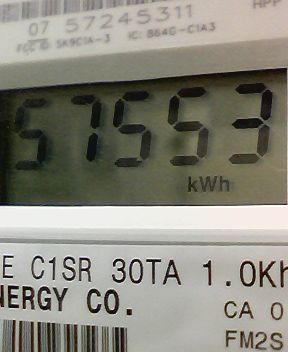 HPP
07 57245311
FCC ID: SK9C1A-3 IC: 864G-C1A3
57553
kWh
E C1SR 30TA 1.0Kh
NERGY CO.
CA 0
FM2S